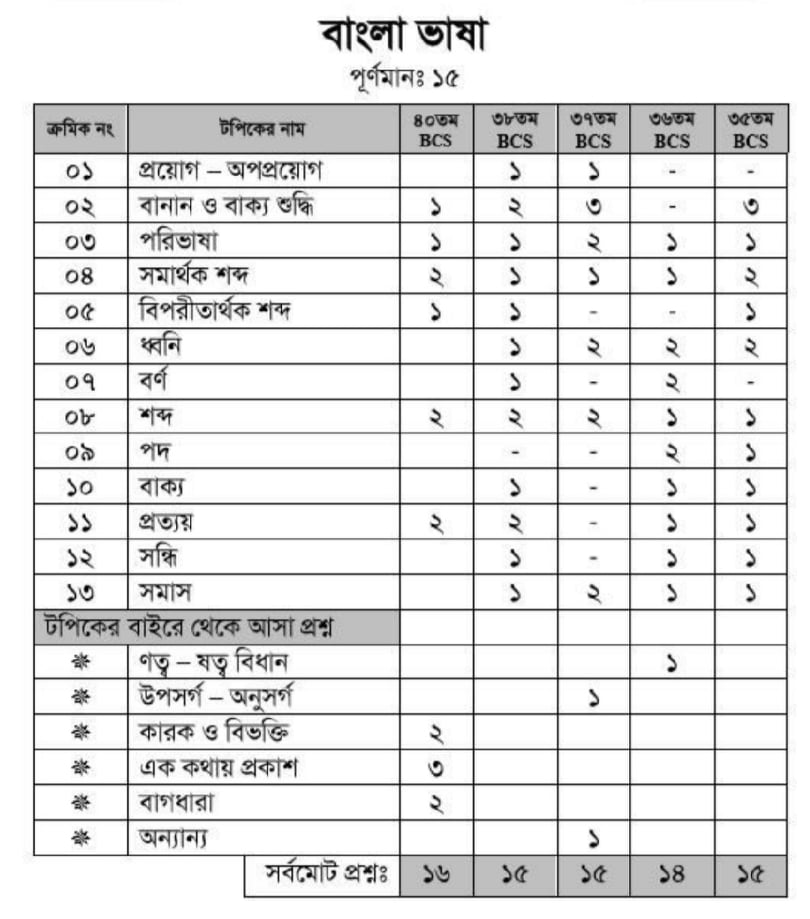 বাংলা ভাষা
পূর্ণমানঃ ১৫
ক্রমিক নং টপিকের নাম ৪০তম BCS ৩৮তম BCS ৩৭তম BCS ৩৬তম BCS ৩৫তম BCS
০১ প্রয়োগ – অপপ্রয়োগ ১ ১ - -
০২ বানান ও বাক্য শুদ্ধি ১ ২ ৩ - ৩
০৩ পরিভাষা ১ ১ ২ ১ ১
০৪ সমার্থক শব্দ ২ ১ ১ ১ ২
০৫ বিপরীতার্থক শব্দ ১ ১ - - ১
০৬ ধ্বনি ১ ২ ২ ২
০৭ বর্ণ ১ - ২ -
০৮ শব্দ ২ ২ ২ ১ ১
০৯ পদ - - ২ ১
১০ বাক্য ১ - ১ ১
১১ প্রত্যয় ২ ২ - ১ ১
১২ সন্ধি ১ - ১ ১
১৩ সমাস ১ ২ ১ ১
টপিকের বাইরে থেকে আসা প্রশ্ন
❋ ণত্ব – ষত্ব বিধান ১
❋ উপসর্গ – অনুসর্গ ১
❋ কারক ও বিভক্তি ২
❋ এক কথায় প্রকাশ ৩
❋ বাগধারা ২
❋ অন্যান্য ১
সর্বমোট প্রশ্নঃ ১৬ ১৫ ১৫ ১৪ ১৫